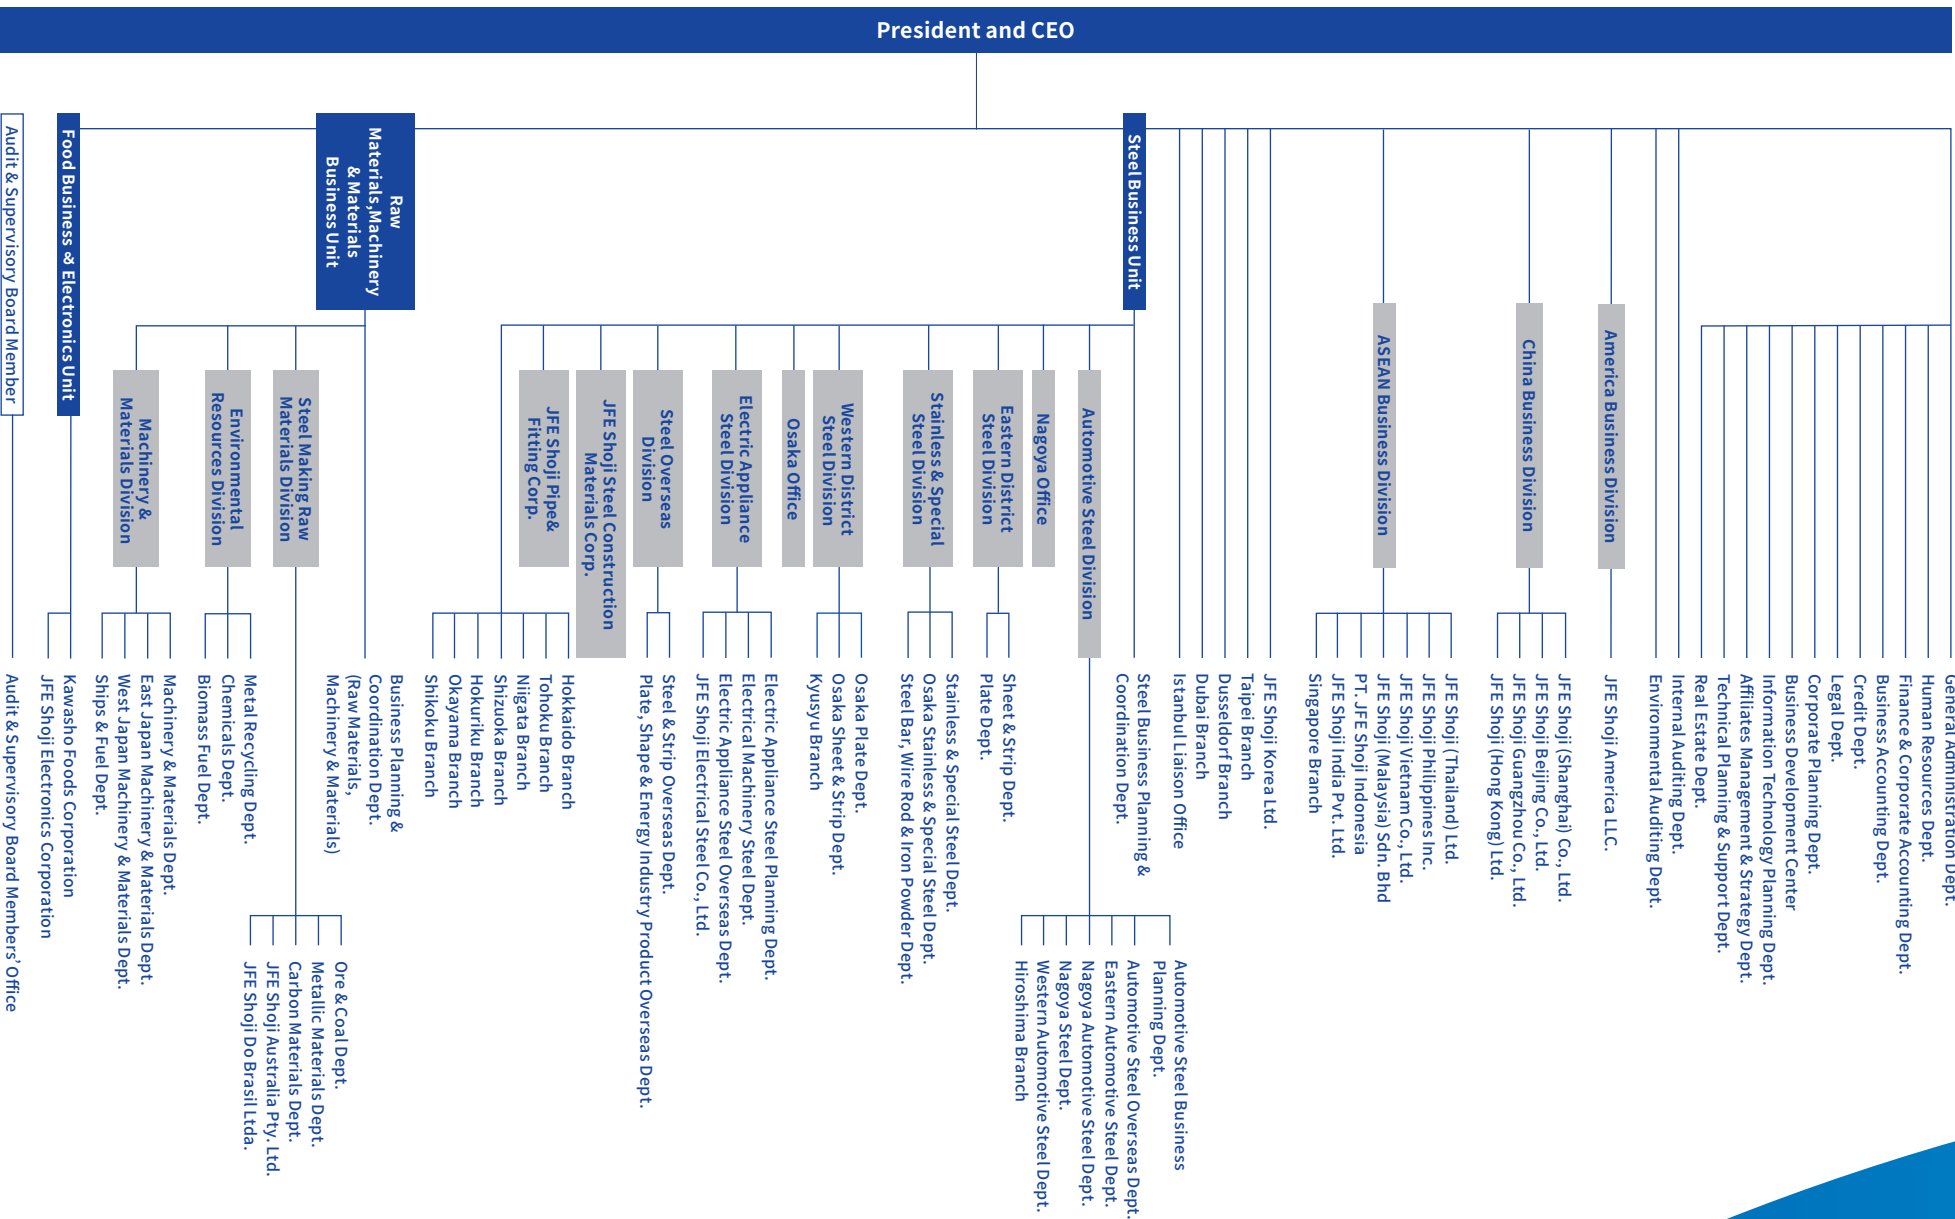 President and CEO
General Administration Dept.
Human Resources Dept.
Finance & Corporate Accounting Dept.
Business Accounting Dept.
Credit Dept.
Legal Dept.
Corporate Planning Dept.
Business Development Center
Information Technology Planning Dept.
Affiliates Management & Strategy Dept.
Technical Planning & Support Dept.
Real Estate Dept.
Internal Auditing Dept.
Environmental Auditing Dept.
America Business Division
JFE Shoji America LLC.
China Business Division
JFE Shoji (Shanghai) Co., Ltd.
JFE Shoji Beijing Co., Ltd.
JFE Shoji Guangzhou Co., Ltd.
JFE Shoji (Hong Kong) Ltd.
ASEAN Business Division
JFE Shoji (Thailand) Ltd.
JFE Shoji Philippines Inc.
JFE Shoji Vietnam Co., Ltd.
JFE Shoji (Malaysia) Sdn. Bhd
PT. JFE Shoji Indonesia
JFE Shoji India Pvt. Ltd.
Singapore Branch
JFE Shoji Korea Ltd.
Taipei Branch
Dusseldorf Branch
Dubai Branch
Istanbul Liaison Office
Steel Business Unit
Steel Business Planning &
Coordination Dept.
Automotive Steel Division
Automotive Steel Business
Planning Dept.
Automotive Steel Overseas Dept.
Eastern Automotive Steel Dept.
Nagoya Automotive Steel Dept.
Nagoya Steel Dept.
Western Automotive Steel Dept.
Hiroshima Branch
Nagoya Office
Eastern District
Steel Division
Sheet & Strip Dept.
Plate Dept.
Stainless & Special
Steel Division
Stainless & Special Steel Dept.
Osaka Stainless & Special Steel Dept.
Steel Bar, Wire Rod & Iron Powder Dept.
Western District
Steel Division
Osaka Plate Dept.
Osaka Sheet & Strip Dept.
Kyusyu Branch
Osaka Office
Electric Appliance
Steel Division
Electric Appliance Steel Planning Dept.
Electrical Machinery Steel Dept.
Electric Appliance Steel Overseas Dept.
JFE Shoji Electrical Steel Co., Ltd.
Steel Overseas
Division
Steel & Strip Overseas Dept.
Plate, Shape & Energy Industry Product Overseas Dept.
JFE Shoji Steel Construction
Materials Corp.
JFE Shoji Pipe&
Fitting Corp.
Hokkaido Branch
Tohoku Branch
Niigata Branch
Shizuoka Branch
Hokuriku Branch
Okayama Branch
Shikoku Branch
Raw
Materials,Machinery
& Materials
Business Unit
Business Planning &
Coordination Dept.
(Raw Materials,
Machinery & Materials)
Steel Making Raw
Materials Division
Ore & Coal Dept.
Metallic Materials Dept.
Carbon Materials Dept.
JFE Shoji Australia Pty. Ltd.
JFE Shoji Do Brasil Ltda.
Environmental
Resources Division
Metal Recycling Dept.
Chemicals Dept.
Biomass Fuel Dept.
Machinery &
Materials Division
Machinery & Materials Dept.
East Japan Machinery & Materials Dept.
West Japan Machinery & Materials Dept.
Ships & Fuel Dept.
Food Business & Electronics Unit
Kawasho Foods Corporation
JFE Shoji Electronics Corporation
Audit & Supervisory Board Member
Audit & Supervisory Board Members' Office